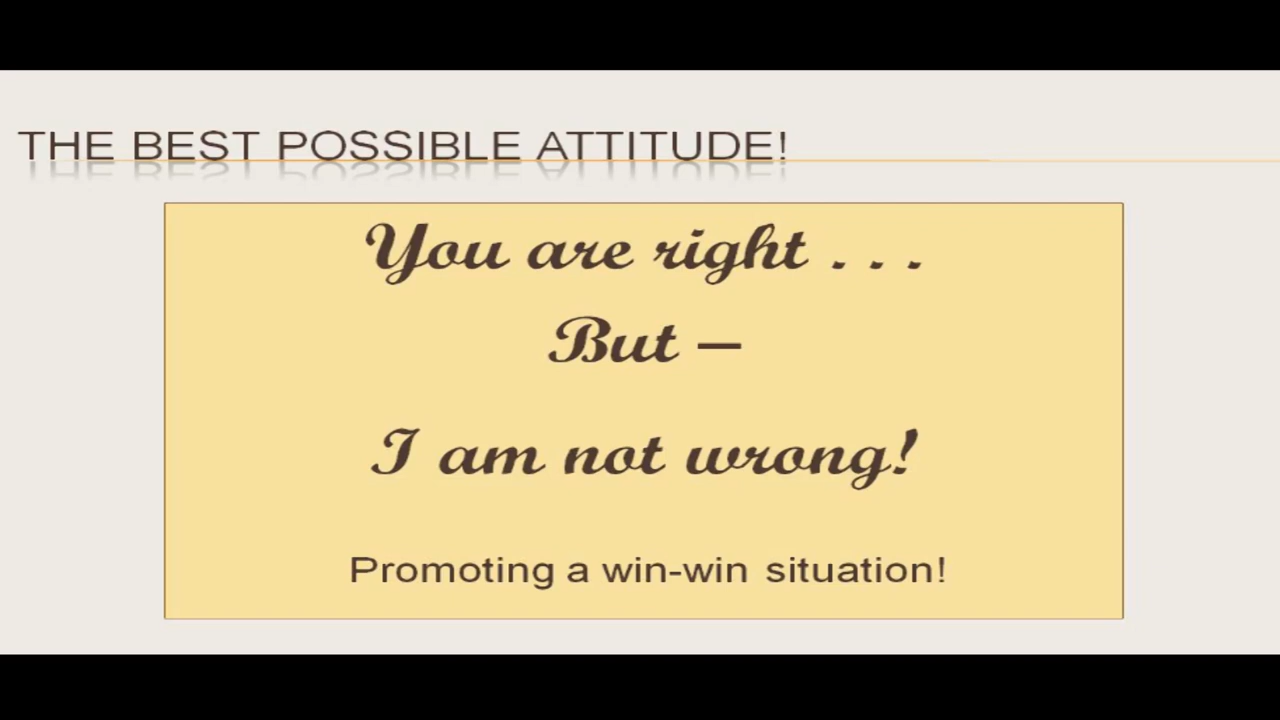 THE BEST POSSIBLE ATTITUDE!
You are right . . .
But –
I am not wrong!
Promoting a win-win situation!